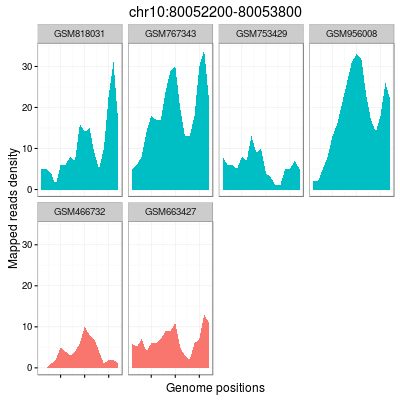 chr10:80052200-80053800
GSM818031 GSM767343 GSM753429 GSM956008
30
20
10
0
GSM466732 GSM663427
30
20
10
0
Mapped reads density
Genome positions